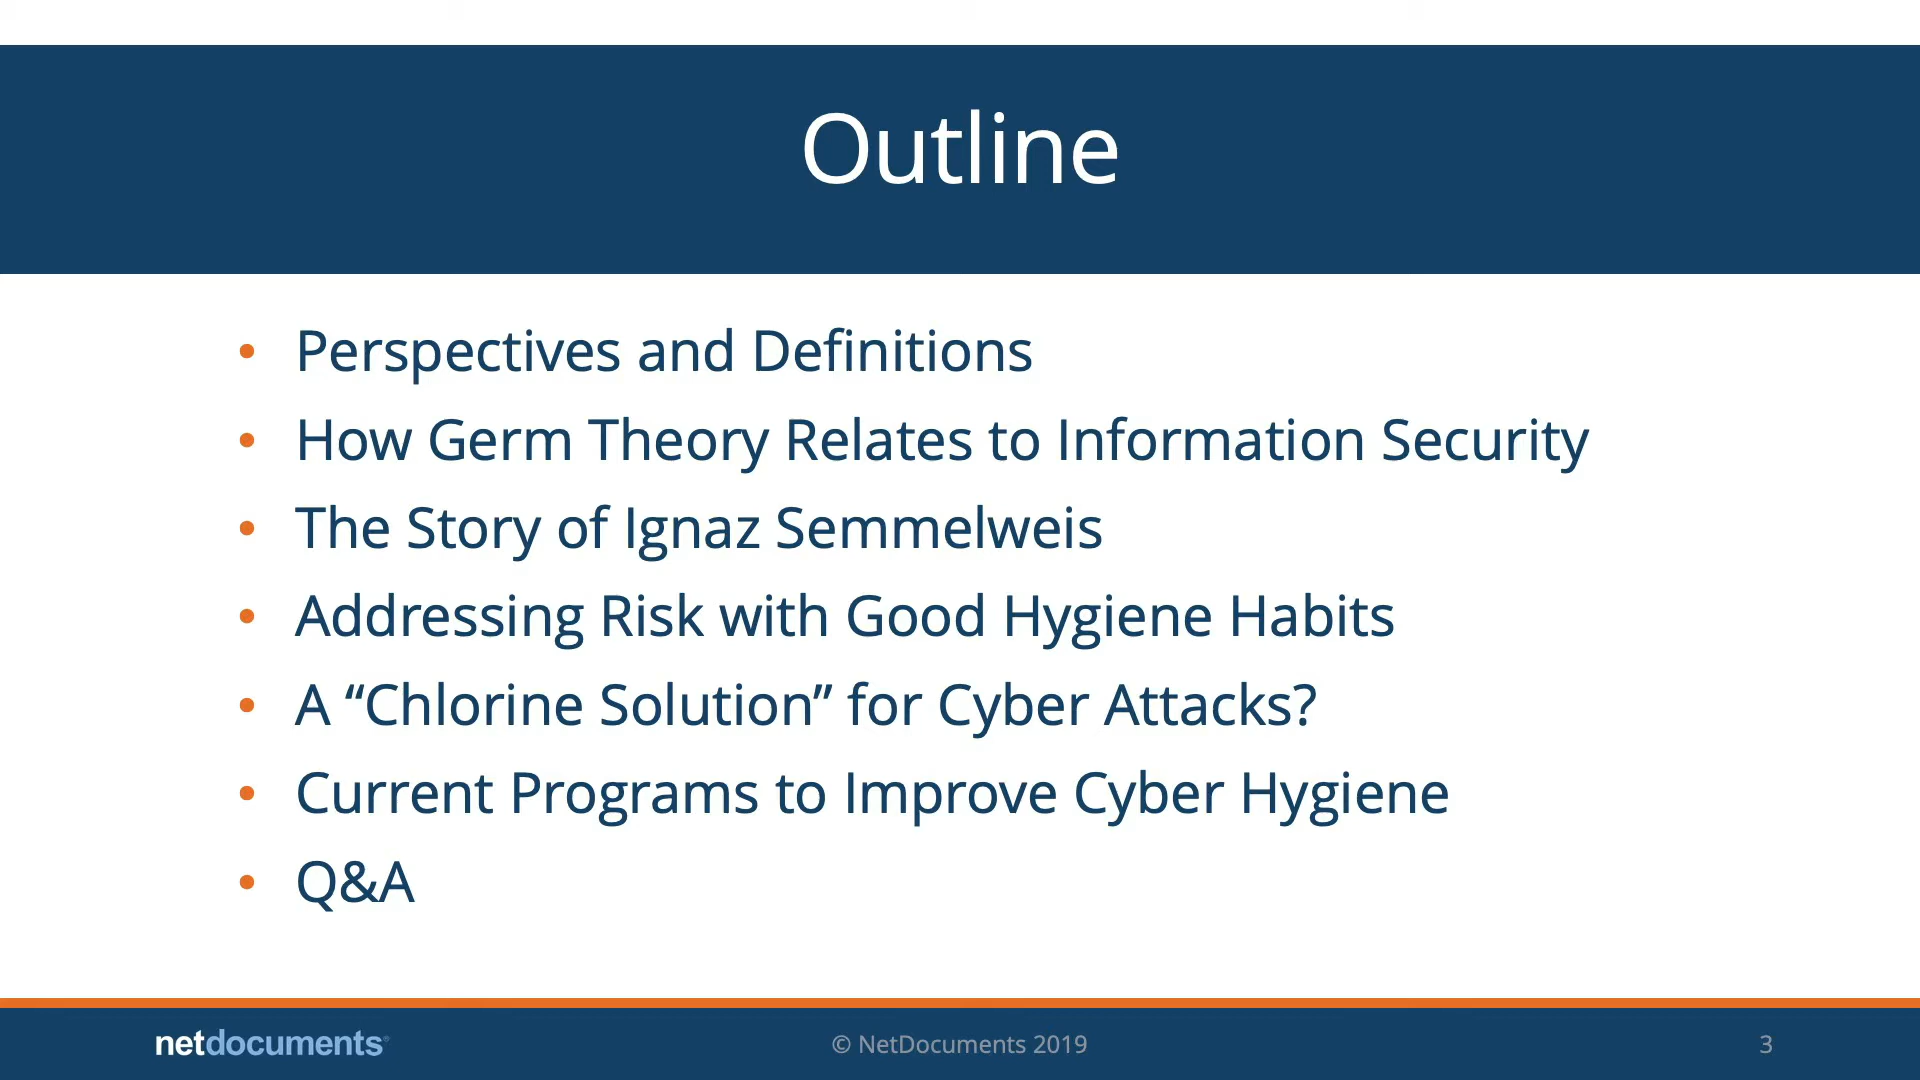 Outline
• Perspectives and Definitions
• How Germ Theory Relates to Information Security
• The Story of Ignaz Semmelweis
• Addressing Risk with Good Hygiene Habits
• A “Chlorine Solution” for Cyber Attacks?
• Current Programs to Improve Cyber Hygiene
• Q&A
netdocuments
© NetDocuments 2019
3